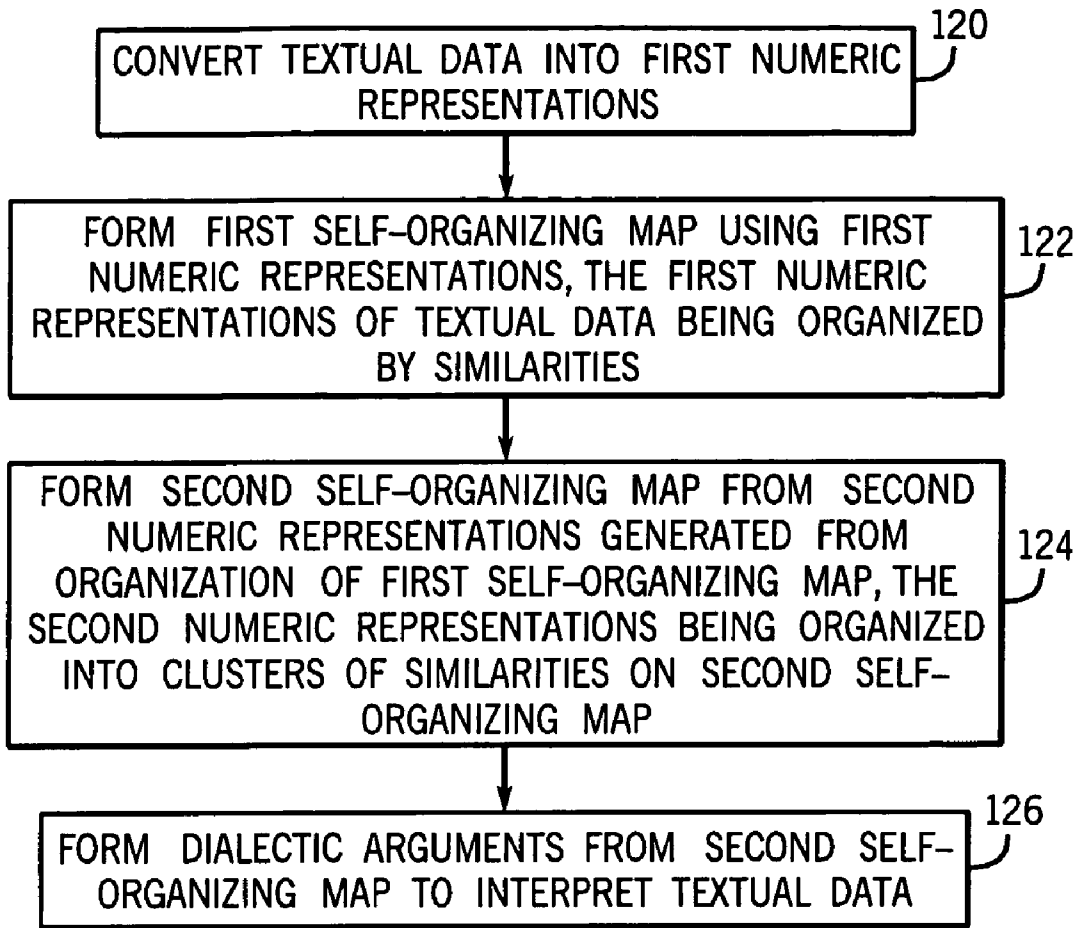 120
CONVERT TEXTUAL DATA INTO FIRST NUMERIC
REPRESENTATIONS
122
FORM FIRST SELF-ORGANIZING MAP USING FIRST
NUMERIC REPRESENTATIONS, THE FIRST NUMERIC
REPRESENTATIONS OF TEXTUAL DATA BEING ORGANIZED
BY SIMILARITIES
124
FORM SECOND SELF-ORGANIZING MAP FROM SECOND
NUMERIC REPRESENTATIONS GENERATED FROM
ORGANIZATION OF FIRST SELF-ORGANIZING MAP, THE
SECOND NUMERIC REPRESENTATIONS BEING ORGANIZED
INTO CLUSTERS OF SIMILARITIES ON SECOND SELF-
ORGANIZING MAP
126
FORM DIALECTIC ARGUMENTS FROM SECOND SELF-
ORGANIZING MAP TO INTERPRET TEXTUAL DATA